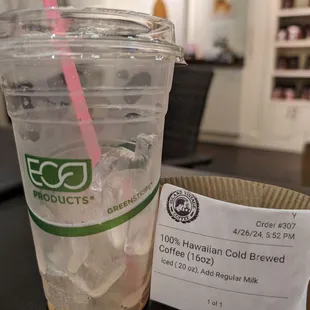 ECO
PRODUCTS
GREENSTRIPE
Y
Order #307
4/26/24, 5:52 PM
100% Hawaiian Cold Brewed
Coffee (16oz)
Iced ( 20 oz), Add Regular Milk
1 of 1